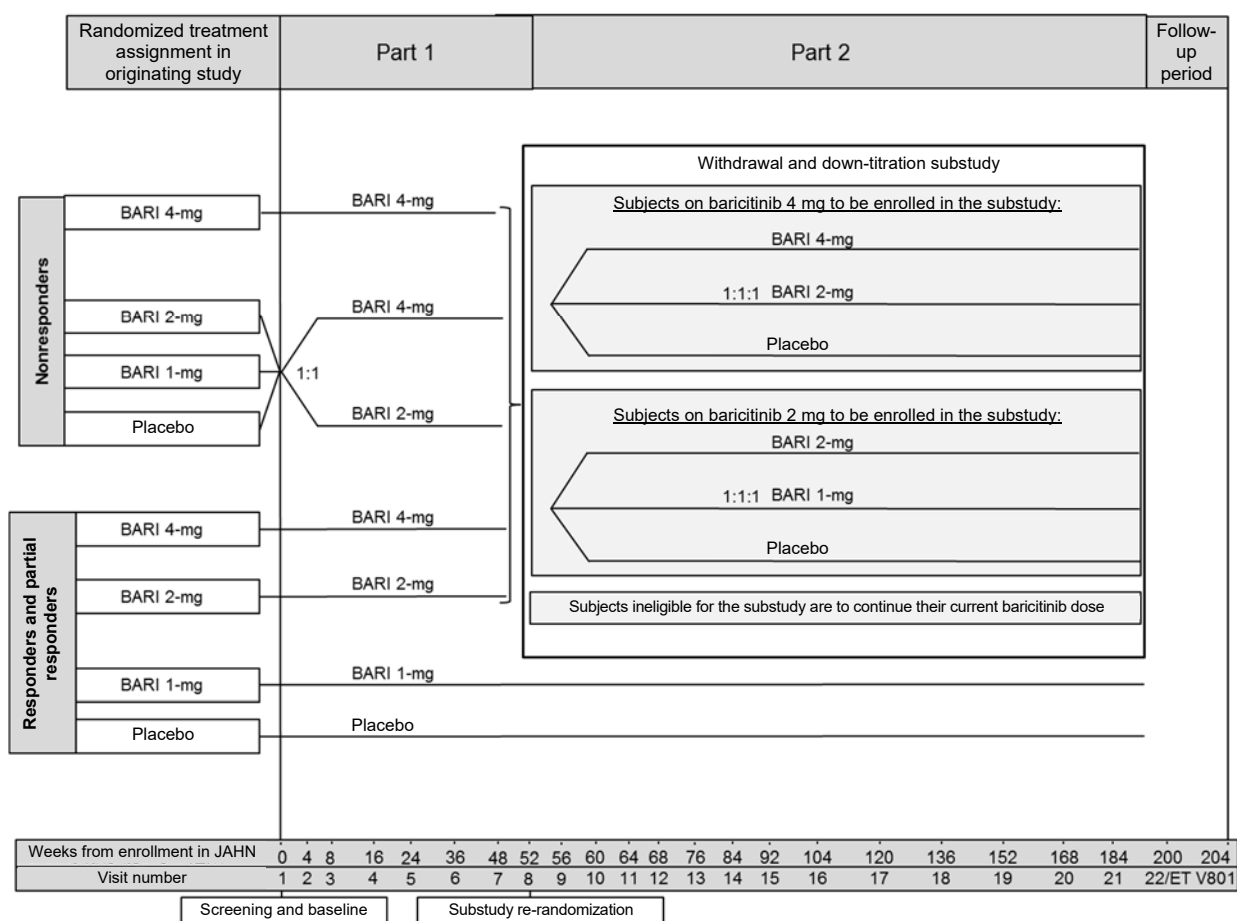 Randomized treatment
assignment in
originating study
Part 1
Part 2
Follow-
up
period
Nonresponders
BARI 4-mg
BARI 2-mg
BARI 1-mg
Placebo
BARI 4-mg
BARI 4-mg
1:1
BARI 2-mg
Responders and partial
responders
BARI 4-mg
BARI 2-mg
BARI 1-mg
Placebo
BARI 4-mg
BARI 2-mg
BARI 1-mg
Placebo
Withdrawal and down-titration substudy
Subjects on baricitinib 4 mg to be enrolled in the substudy:
BARI 4-mg
1:1:1 BARI 2-mg
Placebo
Subjects on baricitinib 2 mg to be enrolled in the substudy:
BARI 2-mg
1:1:1 BARI 1-mg
Placebo
Subjects ineligible for the substudy are to continue their current baricitinib dose
Weeks from enrollment in JAHN 0 4 8 16 24 36 48 52 56 60 64 68 76 84 92 104 120 136 152 168 184 200 204
Visit number 1 2 3 4 5 6 7 8 9 10 11 12 13 14 15 16 17 18 19 20 21 22/ET V801
Screening and baseline
Substudy re-randomization